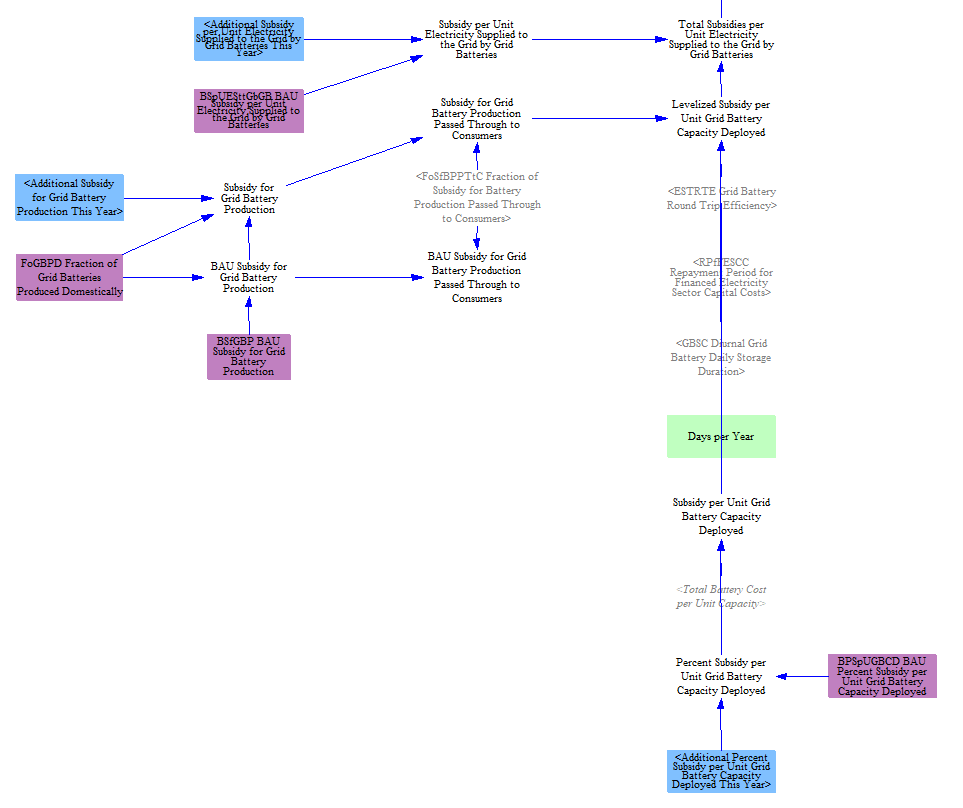 <Additional Subsidy
per Unit Electricity
Supplied to the Grid by
Grid Batteries This
Year>
Subsidy per Unit
Electricity Supplied to
the Grid by Grid
Batteries
Total Subsidies per
Unit Electricity
Supplied to the Grid by
Grid Batteries
BSpUESttGbGB BAU
Subsidy per Unit
Electricity Supplied to
the Grid by Grid
Batteries
Subsidy for Grid
Battery Production
Passed Through to
Consumers
Levelized Subsidy per
Unit Grid Battery
Capacity Deployed
<Additional Subsidy
for Grid Battery
Production This Year>
Subsidy for
Grid Battery
Production
<FoSfBPPTtC Fraction of
Subsidy for Battery
Production Passed Through
to Consumers>
<ESTRTE Grid Battery
Round Trip Efficiency>
FoGBPD Fraction of
Grid Batteries
Produced Domestically
BAU Subsidy for
Grid Battery
Production
BAU Subsidy for Grid
Battery Production
Passed Through to
Consumers
<RPfFESCC
Repayment Period for
Financed Electricity
Sector Capital Costs>
BSfGBP BAU
Subsidy for Grid
Battery
Production
<GBSC Diurnal Grid
Battery Daily Storage
Duration>
Days per Year
Subsidy per Unit Grid
Battery Capacity
Deployed
<Total Battery Cost
per Unit Capacity>
Percent Subsidy per
Unit Grid Battery
Capacity Deployed
BPSpUGBCD BAU
Percent Subsidy per
Unit Grid Battery
Capacity Deployed
<Additional Percent
Subsidy per Unit Grid
Battery Capacity
Deployed This Year>